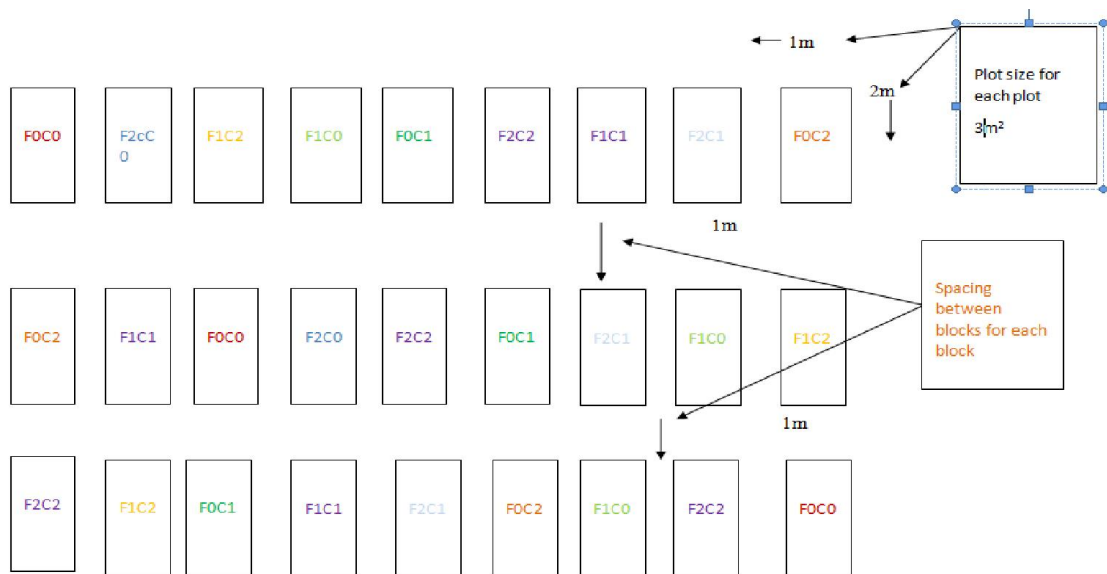 1m
Plot size for
each plot
3m²
2m
F0C0
F2cC
0
F1C2
F1C0
F0C1
F2C2
F1C1
F2C1
F0C2
1m
Spacing
between
blocks for each
block
F0C2
F1C1
F0C0
F2C0
F2C2
F0C1
F2C1
F1C0
F1C2
1m
F2C2
F1C2
F0C1
F1C1
F2C1
F0C2
F1C0
F2C2
F0C0